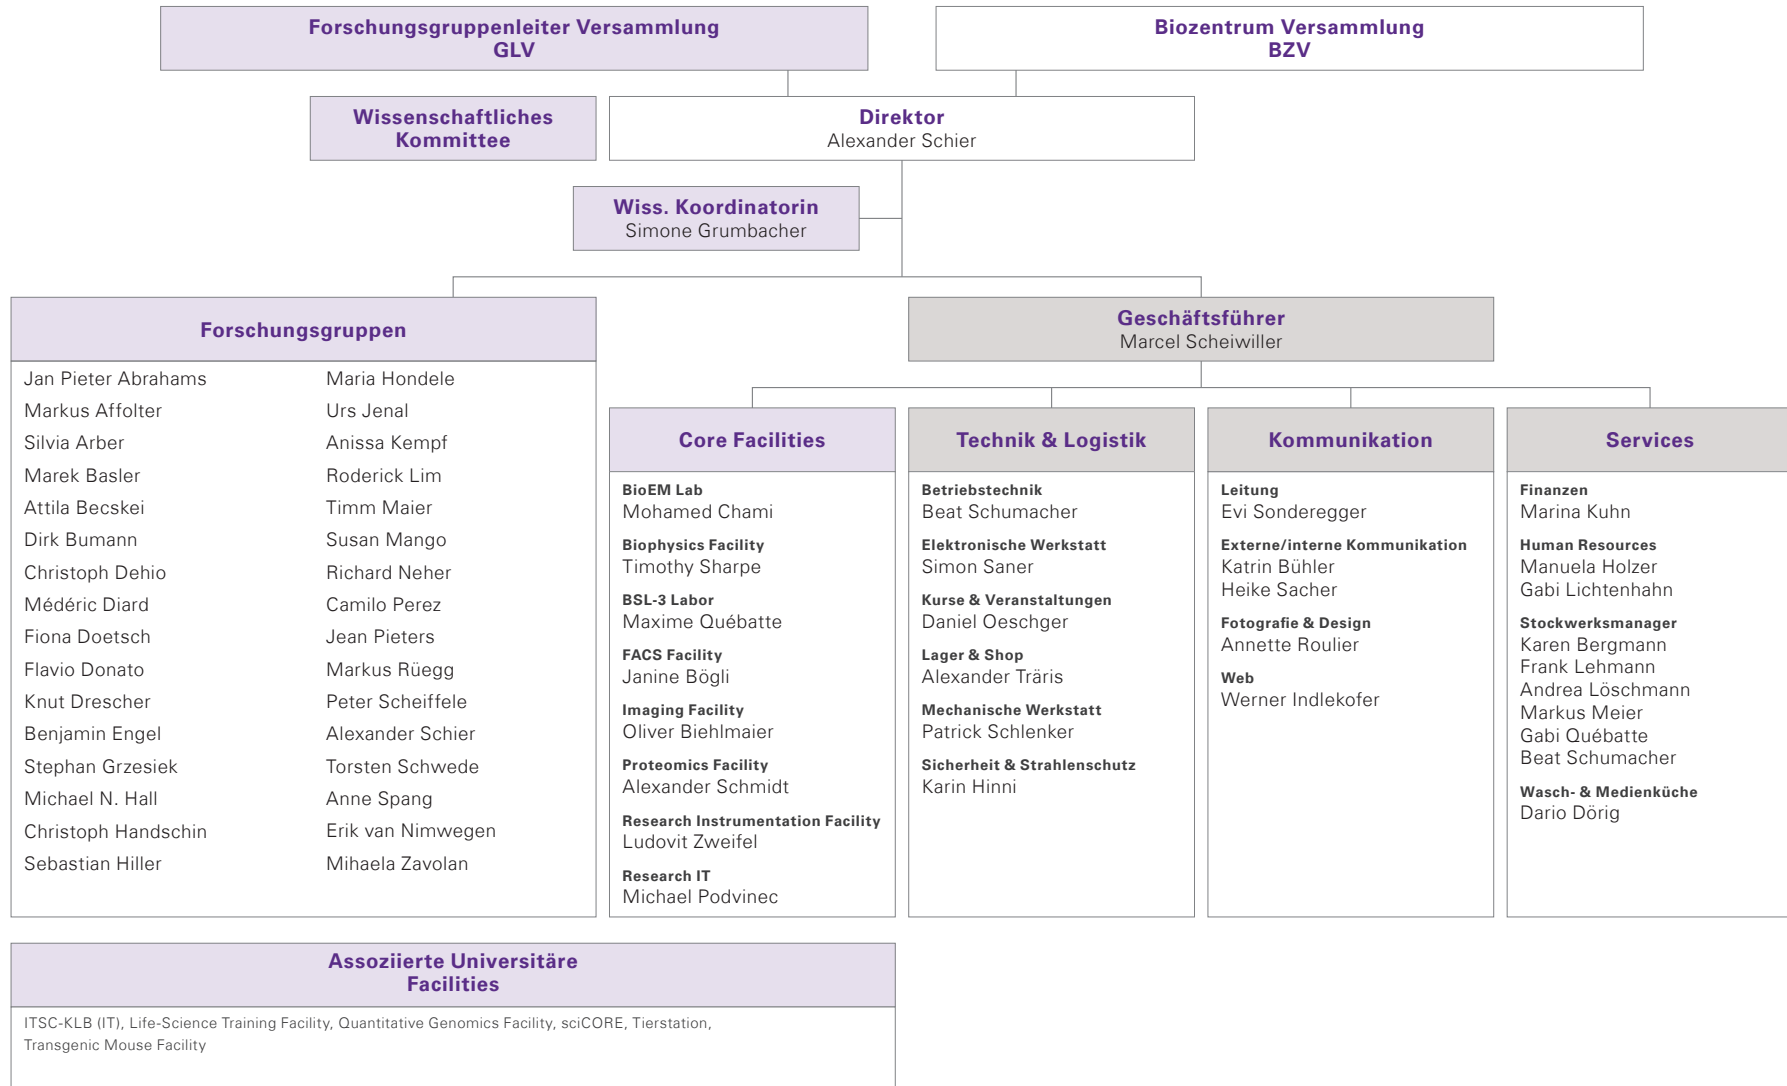 Forschungsgruppenleiter Versammlung
GLV
Biozentrum Versammlung
BZV
Wissenschaftliches
Kommittee
Direktor
Alexander Schier
Wiss. Koordinatorin
Simone Grumbacher
Forschungsgruppen
Jan Pieter Abrahams
Markus Affolter
Silvia Arber
Marek Basler
Attila Becskei
Dirk Bumann
Christoph Dehio
Médéric Diard
Fiona Doetsch
Flavio Donato
Knut Drescher
Benjamin Engel
Stephan Grzesiek
Michael N. Hall
Christoph Handschin
Sebastian Hiller
Maria Hondele
Urs Jenal
Anissa Kempf
Roderick Lim
Timm Maier
Susan Mango
Richard Neher
Camilo Perez
Jean Pieters
Markus Rüegg
Peter Scheiffele
Alexander Schier
Torsten Schwede
Anne Spang
Erik van Nimwegen
Mihaela Zavolan
Geschäftsführer
Marcel Scheiwiller
Core Facilities
BioEM Lab
Mohamed Chami
Biophysics Facility
Timothy Sharpe
BSL-3 Labor
Maxime Québatte
FACS Facility
Janine Bögli
Imaging Facility
Oliver Biehlmaier
Proteomics Facility
Alexander Schmidt
Research Instrumentation Facility
Ludovit Zweifel
Research IT
Michael Podvinec
Technik & Logistik
Betriebstechnik
Beat Schumacher
Elektronische Werkstatt
Simon Saner
Kurse & Veranstaltungen
Daniel Oeschger
Lager & Shop
Alexander Träris
Mechanische Werkstatt
Patrick Schlenker
Sicherheit & Strahlenschutz
Karin Hinni
Kommunikation
Leitung
Evi Sonderegger
Externe/interne Kommunikation
Katrin Bühler
Heike Sacher
Fotografie & Design
Annette Roulier
Web
Werner Indlekofer
Services
Finanzen
Marina Kuhn
Human Resources
Manuela Holzer
Gabi Lichtenhahn
Stockwerksmanager
Karen Bergmann
Frank Lehmann
Andrea Löschmann
Markus Meier
Gabi Québatte
Beat Schumacher
Wasch- & Medienküche
Dario Dörig
Assoziierte Universitäre
Facilities
ITSC-KLB (IT), Life-Science Training Facility, Quantitative Genomics Facility, sciCORE, Tierstation,
Transgenic Mouse Facility